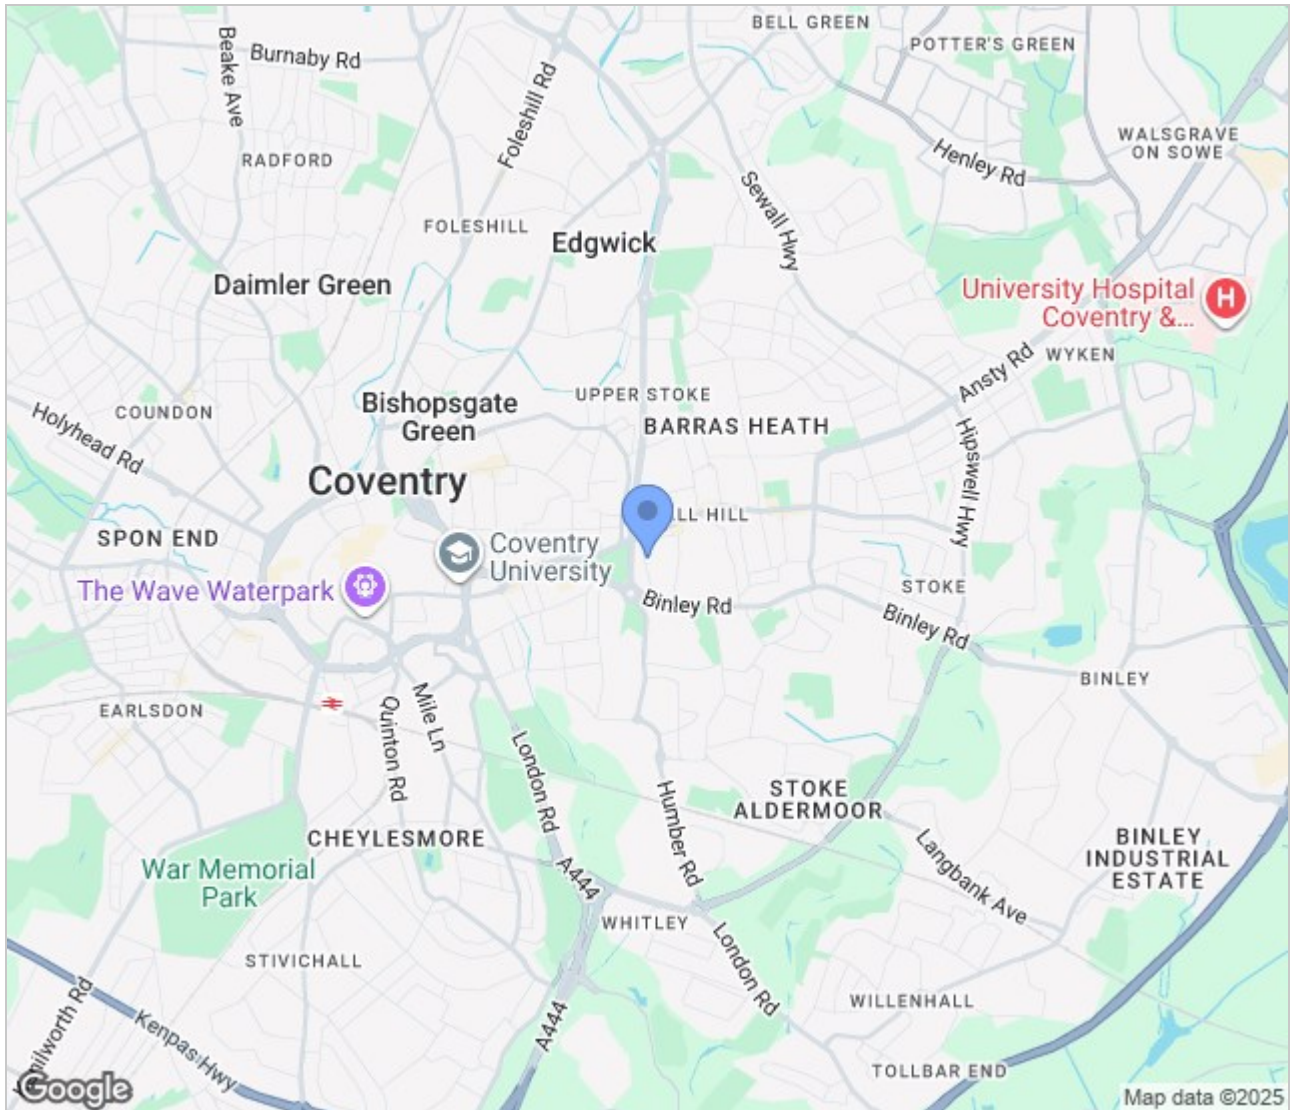 BELL GREEN
POTTER'S GREEN
Burnaby Rd
Beake Ave
Foleshill Rd
WALSGRAVE
ON SOWE
RADFORD
Henley Rd
Sewall Hwy
FOLESHILL
Edgwick
Daimler Green
University Hospital
Coventry &...
H
WYKEN
Ansty Rd
UPPER STOKE
Bishopsgate
Green
COUNDON
Holyhead Rd
BARRAS HEATH
Hipswell Hwy
Coventry
LL HILL
SPON END
Coventry
University
The Wave Waterpark
STOKE
Binley Rd
Binley Rd
BINLEY
EARLSDON
Mile Ln
Quinton Rd
London Rd
STOKE
ALDERMOOR
Humber Rd
CHEYLESMORE
BINLEY
INDUSTRIAL
ESTATE
Langbank Ave
War Memorial
Park
A444
WHITLEY
London Rd
STIVICHALL
WILLENHALL
Kenpas Hwy
A444
TOLLBAR END
Google
Map data ©2025